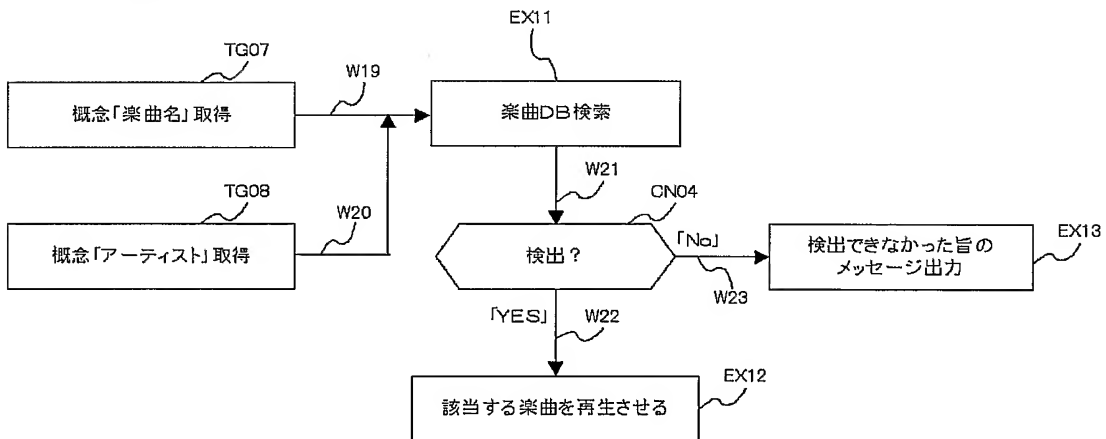 EX11
TG07
W19
概念「楽曲名」取得
楽曲DB検索
W21
TG08
W20
CN04
概念「アーティスト」取得
検出？
「No」
W23
検出できなかった旨の
メッセージ出力
EX13
「YES」
W22
EX12
該当する楽曲を再生させる